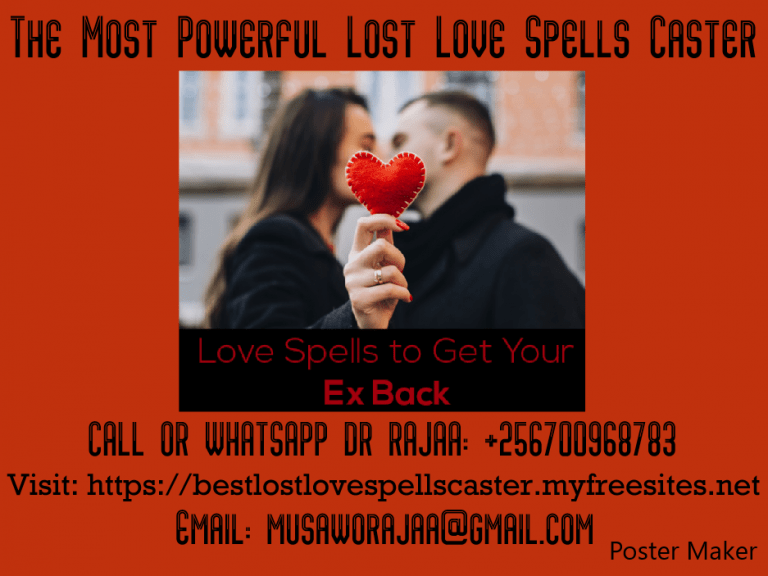 The Most Powerful Lost Love Spells Caster
Love Spells to Get Your
Ex Back
CALL OR WHATSAPP DR RAJAA: +256700968783
Visit: https://bestlostlovespellscaster.myfreesites.net
Email: musaworajaa@gmail.com
Poster Maker